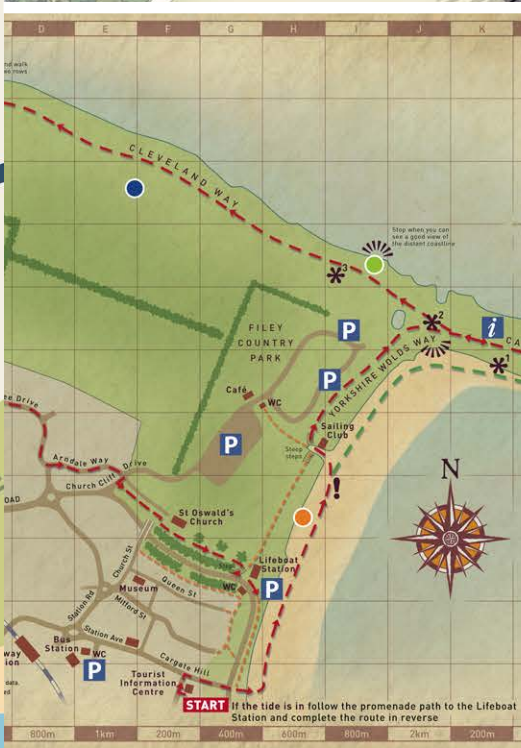 D E F G H I J K
CLEVELAND WAY
Stop when you can
see a good view of
the distant coastline
3
P
FILEY
COUNTRY
PARK
2
i
1
P
YORKSHIRE WOLDS WAY
Café
WC
Sailing
Club
P
Steep
steps
Arndale Way
Church Cliff Drive
!
N
St Oswald's
Church
Church St
Lifeboat
Station
Museum
Queen St
WC
P
Mitford St
Station Rd
Bus
Station
WC
Station Ave
P
Cargate Hill
Tourist
Information
Centre
START If the tide is in follow the promenade path to the Lifeboat
Station and complete the route in reverse
800m 1km 200m 400m 600m 800m 2km 200m